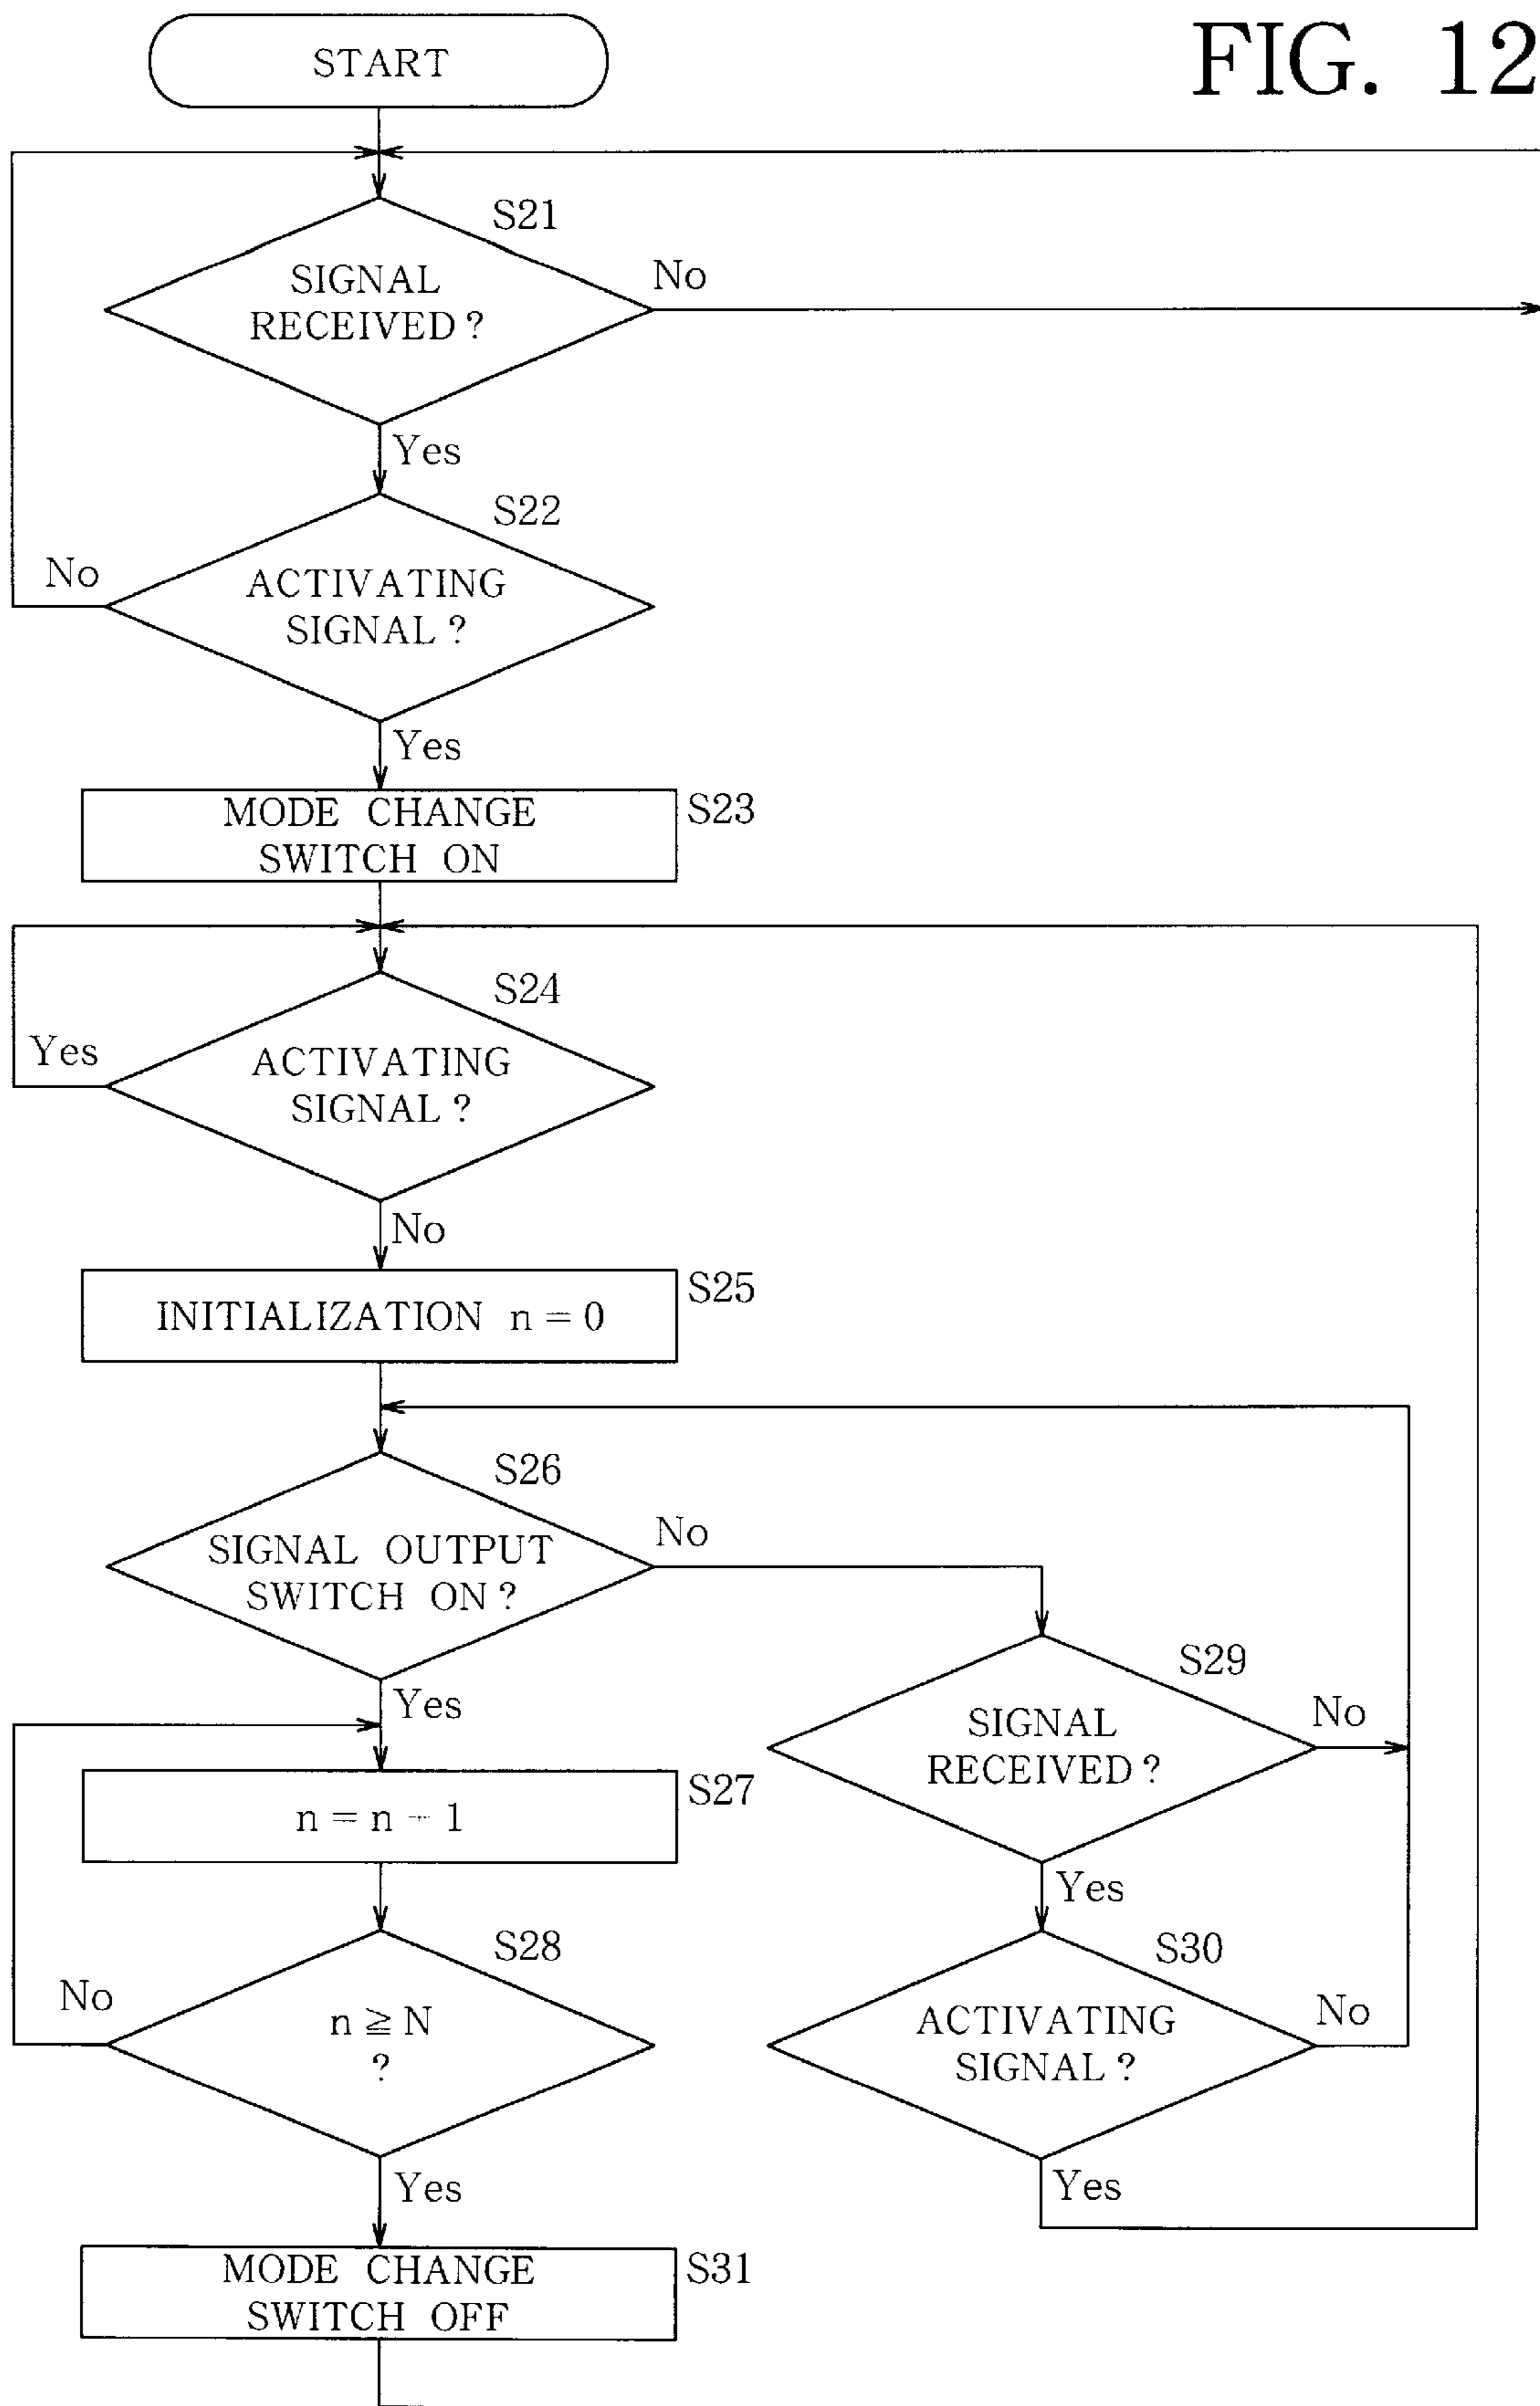 FIG. 12
START
S21
SIGNAL
RECEIVED ?
No
Yes
S22
ACTIVATING
SIGNAL ?
No
Yes
MODE CHANGE
SWITCH ON
S23
S24
ACTIVATING
SIGNAL ?
Yes
No
INITIALIZATION n = 0
S25
S26
SIGNAL OUTPUT
SWITCH ON ?
No
Yes
S29
SIGNAL
RECEIVED ?
No
Yes
n = n - 1
S27
S28
n ≧ N
?
No
Yes
S30
ACTIVATING
SIGNAL ?
No
Yes
MODE CHANGE
SWITCH OFF
S31